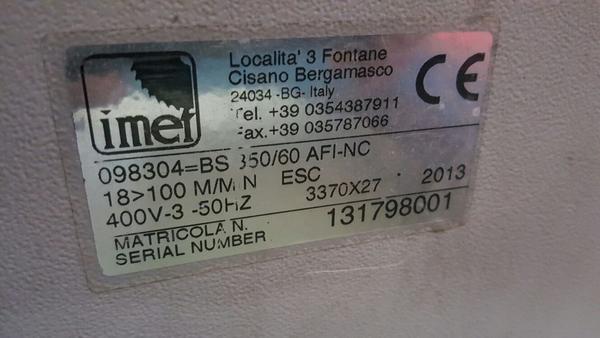 imet
Localita' 3 Fontane
Cisano Bergamasco
24034 -BG- Italy
Tel. +39 0354387911
Fax.+39 035787066
CE
098304=BS 350/60 AFI-NC
18>100 M/MIN ESC 3370X27 2013
400V-3 -50HZ
MATRICOLA N. 131798001
SERIAL NUMBER